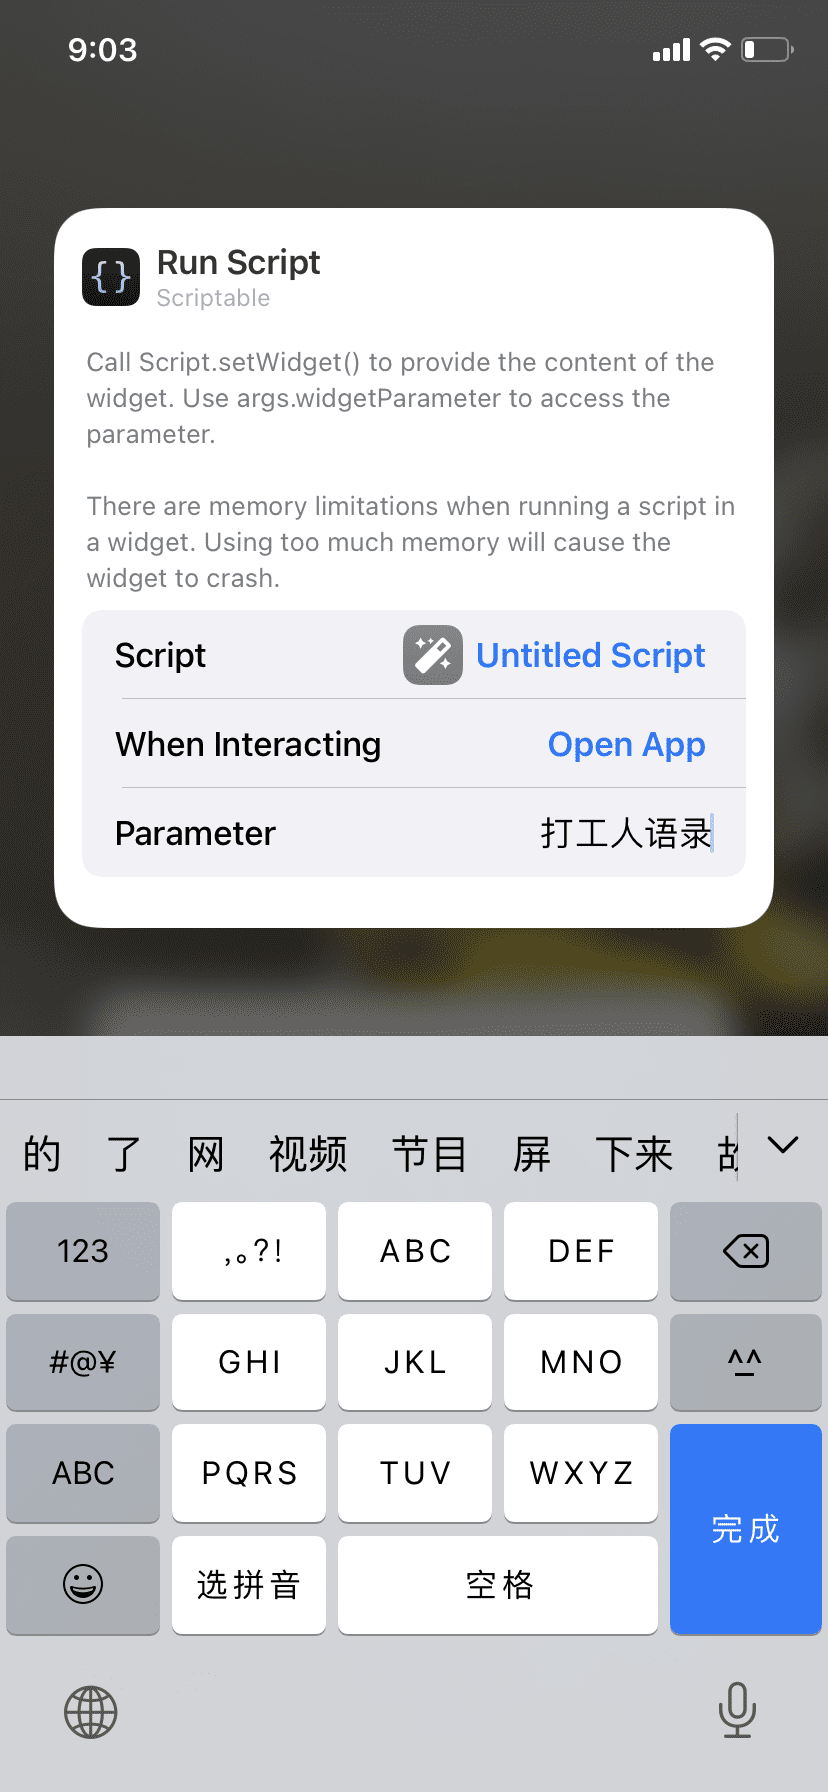 9:03
Run Script
Scriptable
Call Script.setWidget() to provide the content of the
widget. Use args.widgetParameter to access the
parameter.
There are memory limitations when running a script in
a widget. Using too much memory will cause the
widget to crash.
Script Untitled Script
When Interacting Open App
Parameter 打工人语录
的 了 网 视频 节目 屏 下来
123 ,。?! ABC DEF
#@¥ GHI JKL MNO ^^
ABC PQRS TUV WXYZ
完成
选拼音 空格